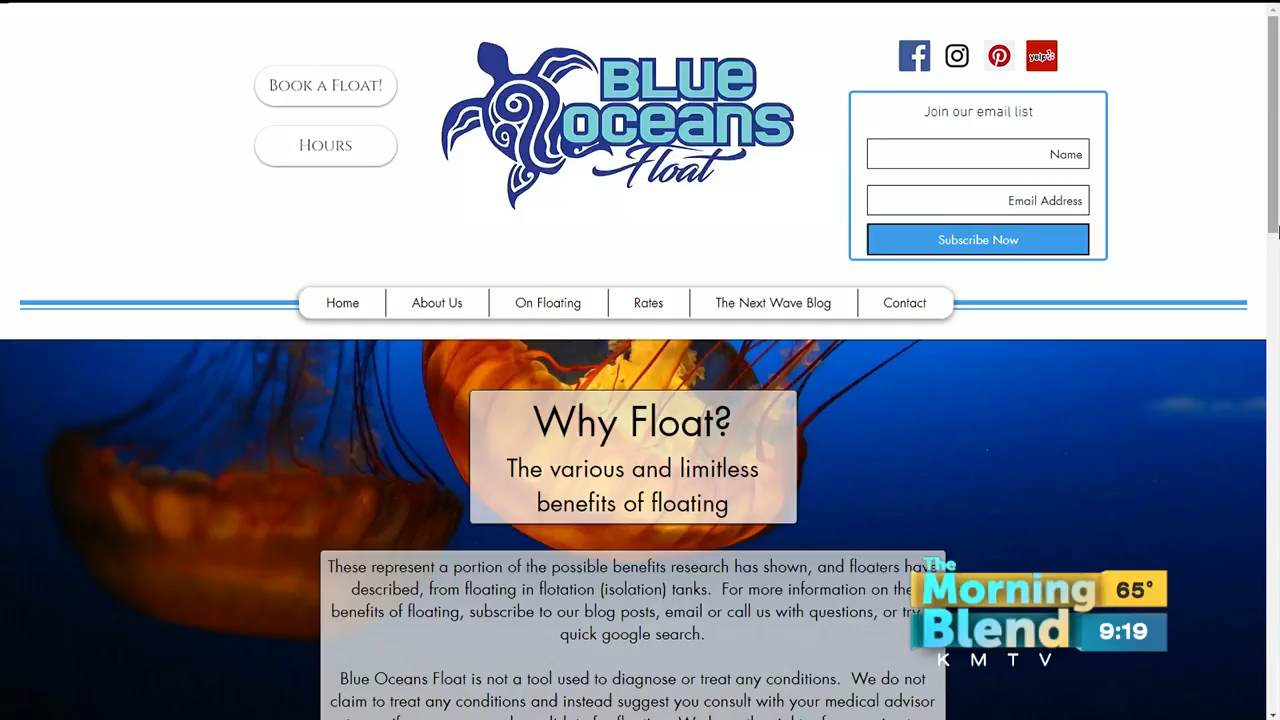 Book a Float!
Hours
BLUE
OCEANS
Float
yelp
Join our email list
Name
Email Address
Subscribe Now
Home
About Us
On Floating
Rates
The Next Wave Blog
Contact
Why Float?
The various and limitless
benefits of floating
These represent a portion of the possible benefits research has shown, and floaters have
described, from floating in flotation (isolation) tanks. For more information on the
benefits of floating, subscribe to our blog posts, email or call us with questions, or try
quick google search.
Blue Oceans Float is not a tool used to diagnose or treat any conditions. We do not
claim to treat any conditions and instead suggest you consult with your medical advisor
The
Morning
Blend
KMTV
65°
9:19